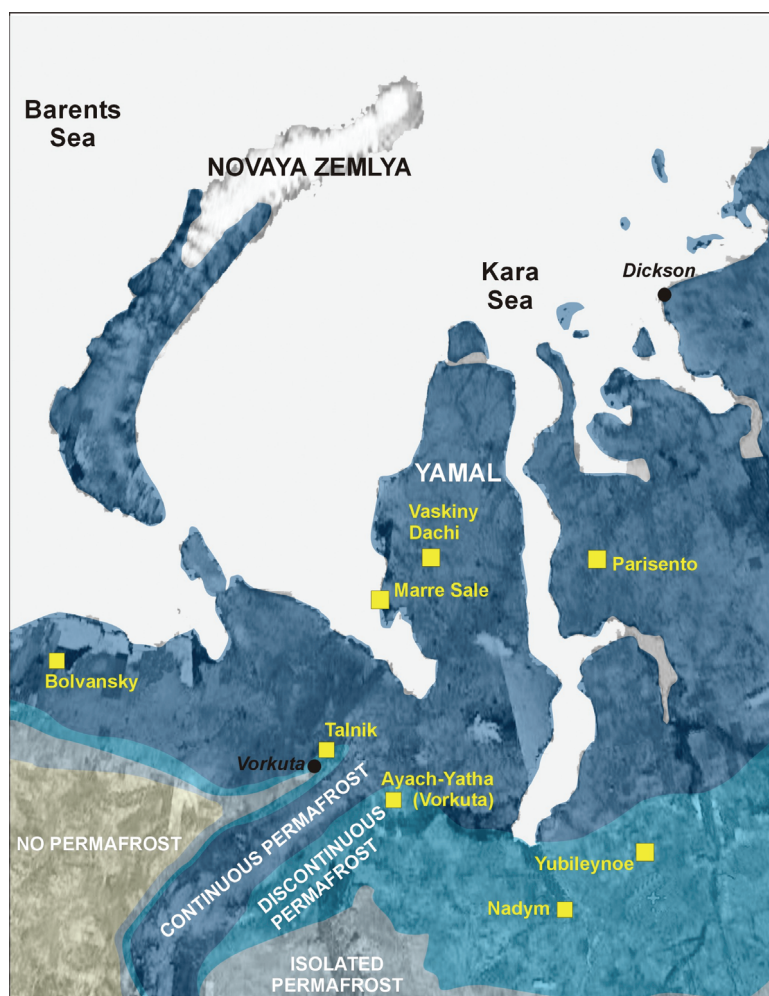 Barents
Sea
NOVAYA ZEMLYA
Kara
Sea
Dickson
YAMAL
Vaskiny
Dachi
Parisento
Marre Sale
Bolvansky
Talnik
Vorkuta
Ayach-Yatha
(Vorkuta)
CONTINUOUS PERMAFROST
NO PERMAFROST
DISCONTINUOUS
PERMAFROST
Yubileynoe
Nadym
ISOLATED
PERMAFROST